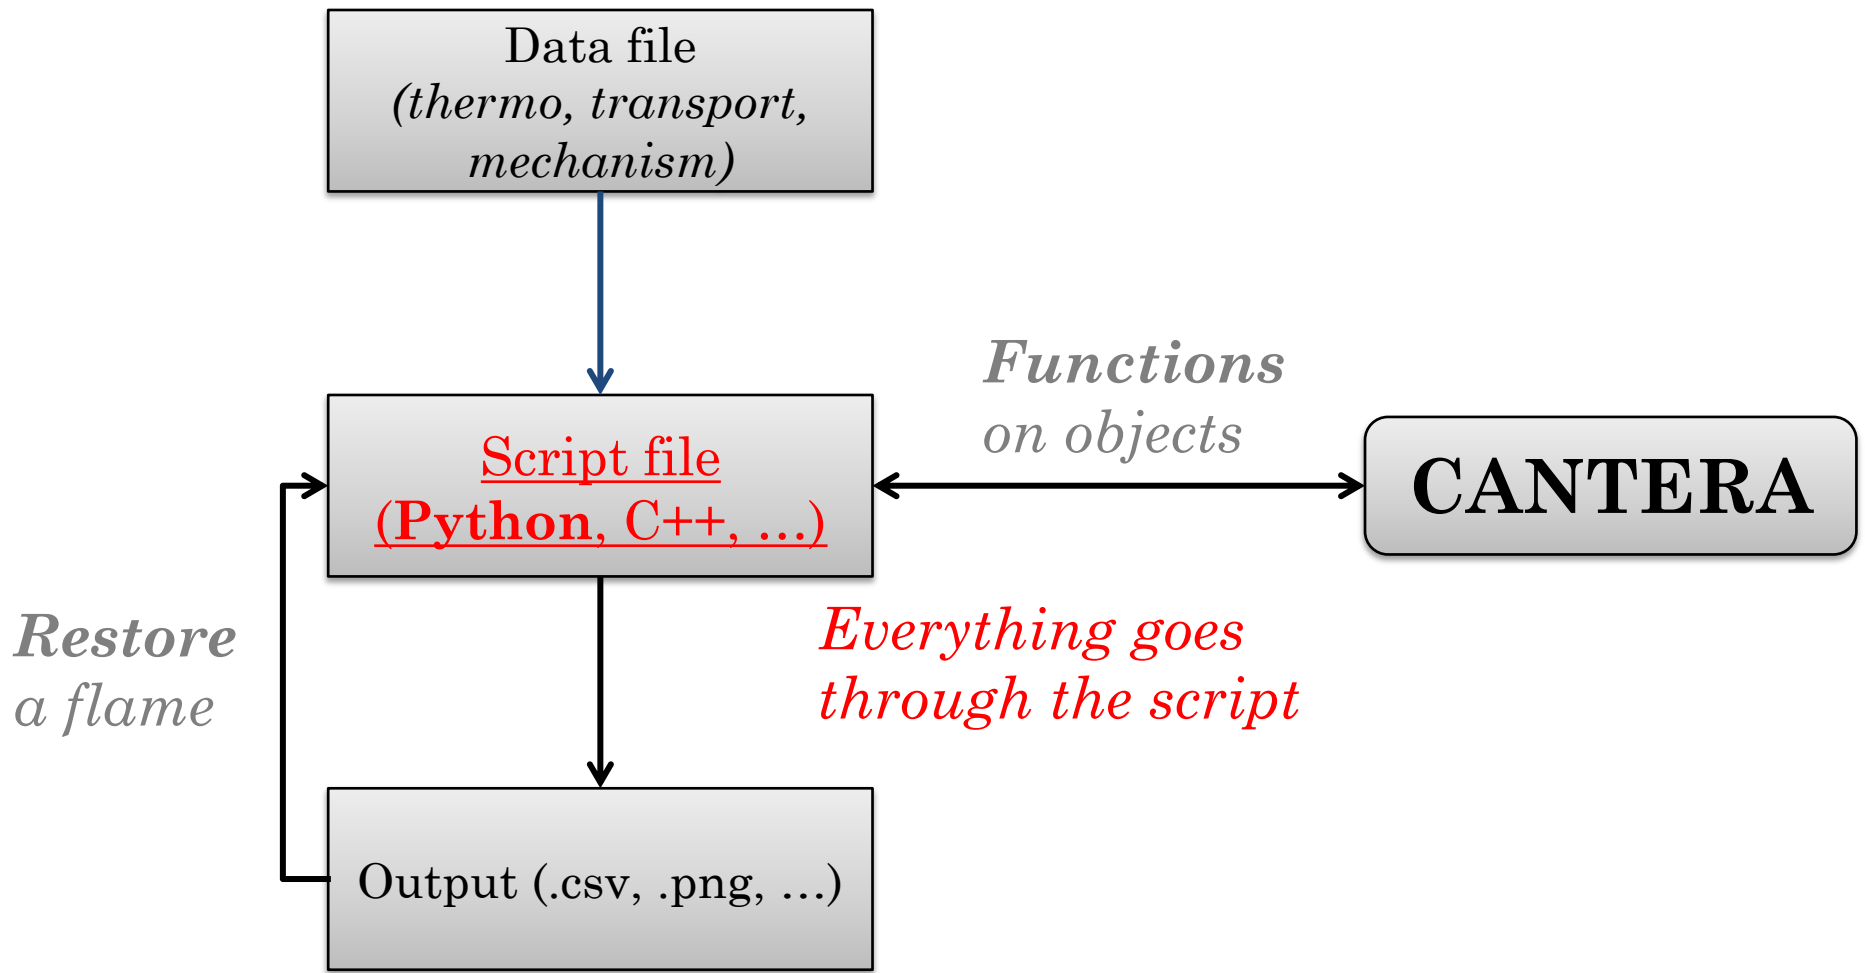 Data file
(thermo, transport,
mechanism)
Functions
on objects
Script file
(Python, C++, …)
CANTERA
Restore
a flame
Everything goes
through the script
Output (.csv, .png, …)